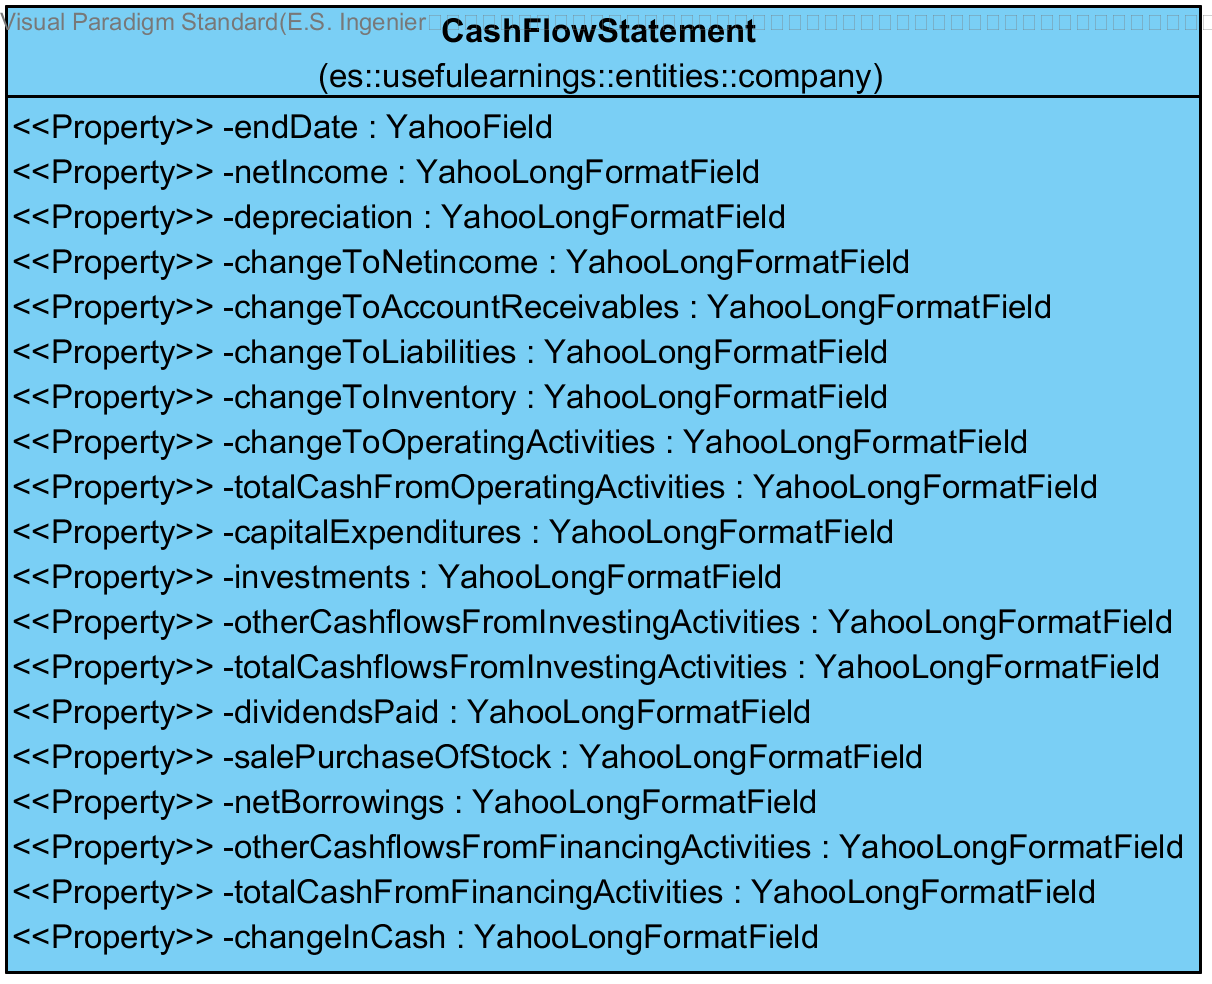 Visual Paradigm Standard(E.S. Ingenier
CashFlowStatement
(es::usefulearnings::entities::company)
<<Property>> -endDate : YahooField
<<Property>> -netIncome : YahooLongFormatField
<<Property>> -depreciation : YahooLongFormatField
<<Property>> -changeToNetincome : YahooLongFormatField
<<Property>> -changeToAccountReceivables : YahooLongFormatField
<<Property>> -changeToLiabilities : YahooLongFormatField
<<Property>> -changeToInventory : YahooLongFormatField
<<Property>> -changeToOperatingActivities : YahooLongFormatField
<<Property>> -totalCashFromOperatingActivities : YahooLongFormatField
<<Property>> -capitalExpenditures : YahooLongFormatField
<<Property>> -investments : YahooLongFormatField
<<Property>> -otherCashflowsFromInvestingActivities : YahooLongFormatField
<<Property>> -totalCashflowsFromInvestingActivities : YahooLongFormatField
<<Property>> -dividendsPaid : YahooLongFormatField
<<Property>> -salePurchaseOfStock : YahooLongFormatField
<<Property>> -netBorrowings : YahooLongFormatField
<<Property>> -otherCashflowsFromFinancingActivities : YahooLongFormatField
<<Property>> -totalCashFromFinancingActivities : YahooLongFormatField
<<Property>> -changeInCash : YahooLongFormatField